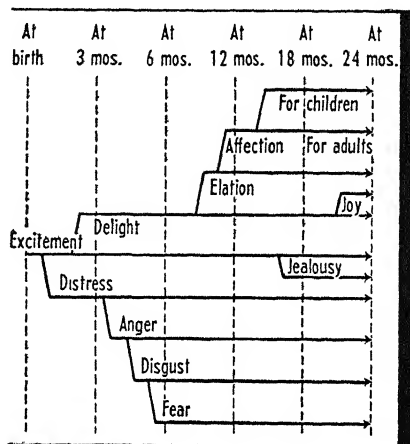 At At At At At At
birth 3 mos. 6 mos. 12 mos. 18 mos. 24 mos.
For children
Affection For adults
Elation
Joy
Delight
Excitement
Jealousy
Distress
Anger
Disgust
Fear